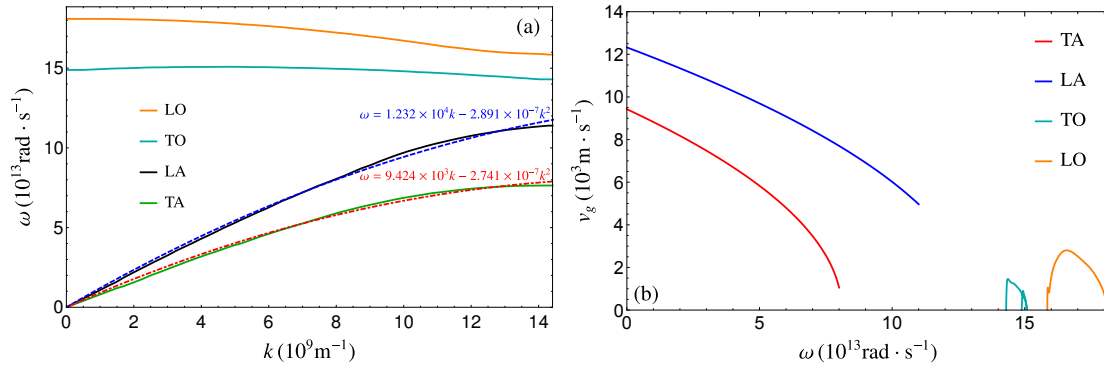 (a)
LO
TO
LA
TA
ω = 1.232 × 10⁴k − 2.891 × 10⁻⁷k²
ω = 9.424 × 10³k − 2.741 × 10⁻⁷k²
0 5 10 15
ω (10¹³rad · s⁻¹)
0 2 4 6 8 10 12 14
k (10⁹m⁻¹)
TA
LA
TO
LO
(b)
0 2 4 6 8 10 12 14
v_g (10³m · s⁻¹)
0 5 10 15
ω (10¹³rad · s⁻¹)